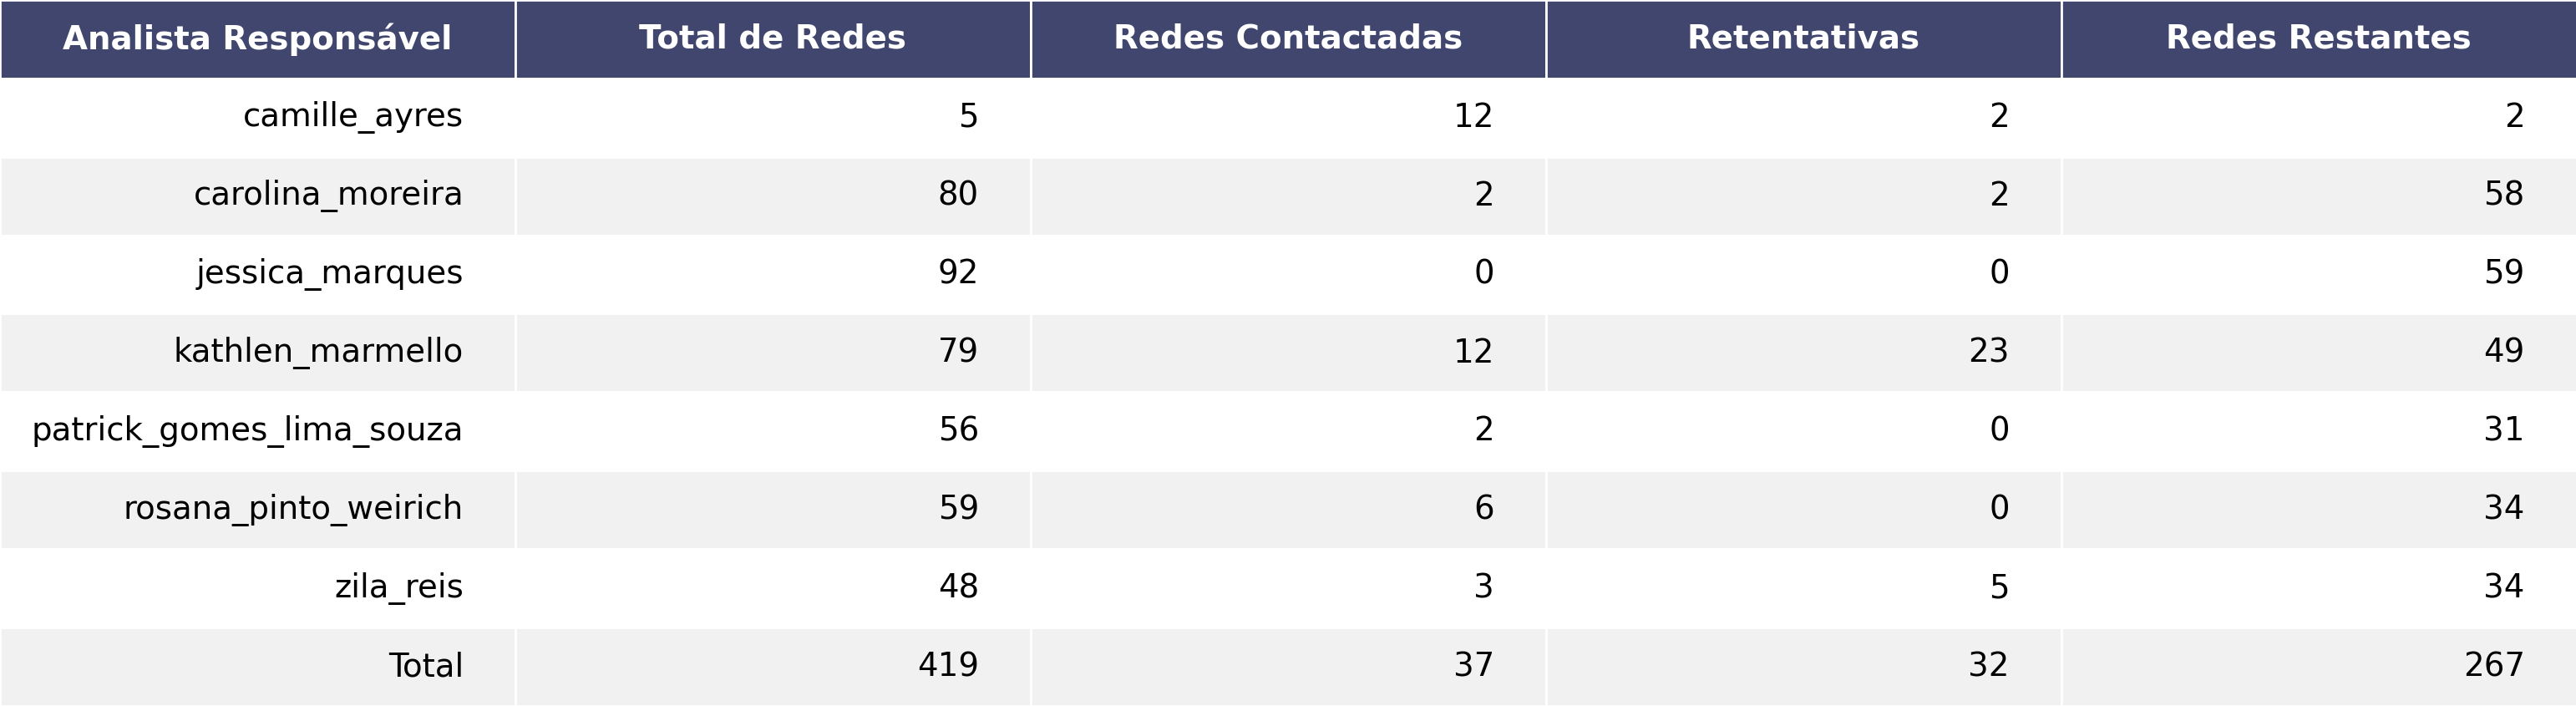 Analista Responsável Total de Redes Redes Contactadas Retentativas Redes Restantes
camille_ayres 5 12 2 2
carolina_moreira 80 2 2 58
jessica_marques 92 0 0 59
kathlen_marmello 79 12 23 49
patrick_gomes_lima_souza 56 2 0 31
rosana_pinto_weirich 59 6 0 34
zila_reis 48 3 5 34
Total 419 37 32 267